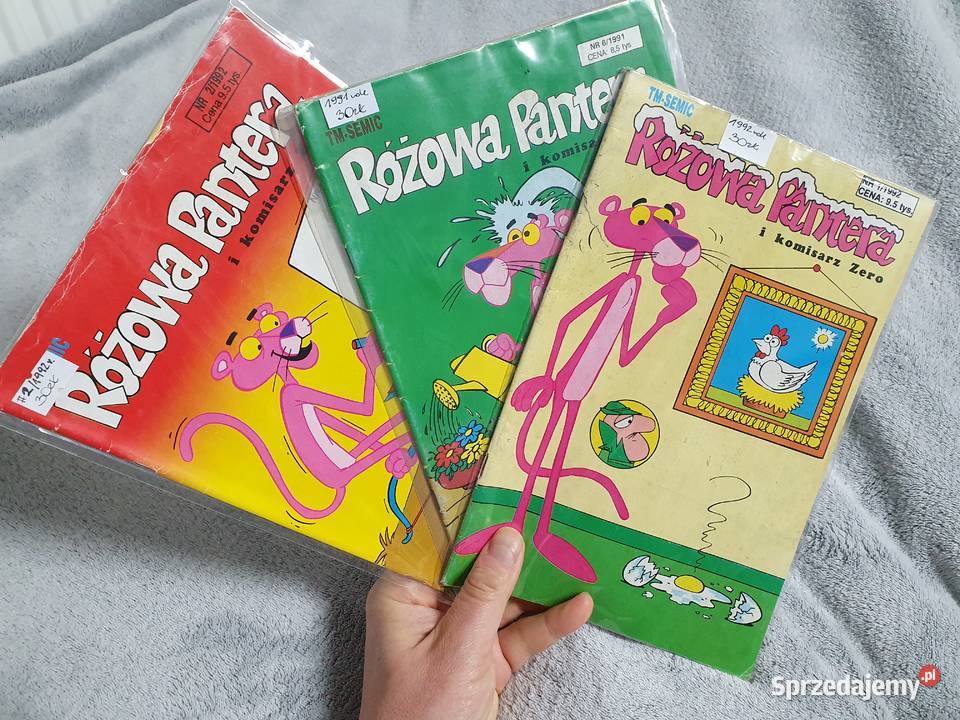 NR 2/1992
Cena 9.5 tys.
RÓŻOWA PanterA
i komisarz
#2/1992r.
30zł
NR 6/1991
CENA: 8,5 tys
1991 rok
30zł
TM-SEMIC
RÓŻOWA Pantera
TM-SEMIC
1992 rok
30zł
NR 1/1992
CENA: 9.5 tys.
RÓŻOWA PanterA
i komisarz Zero
Sprzedajemy.pl